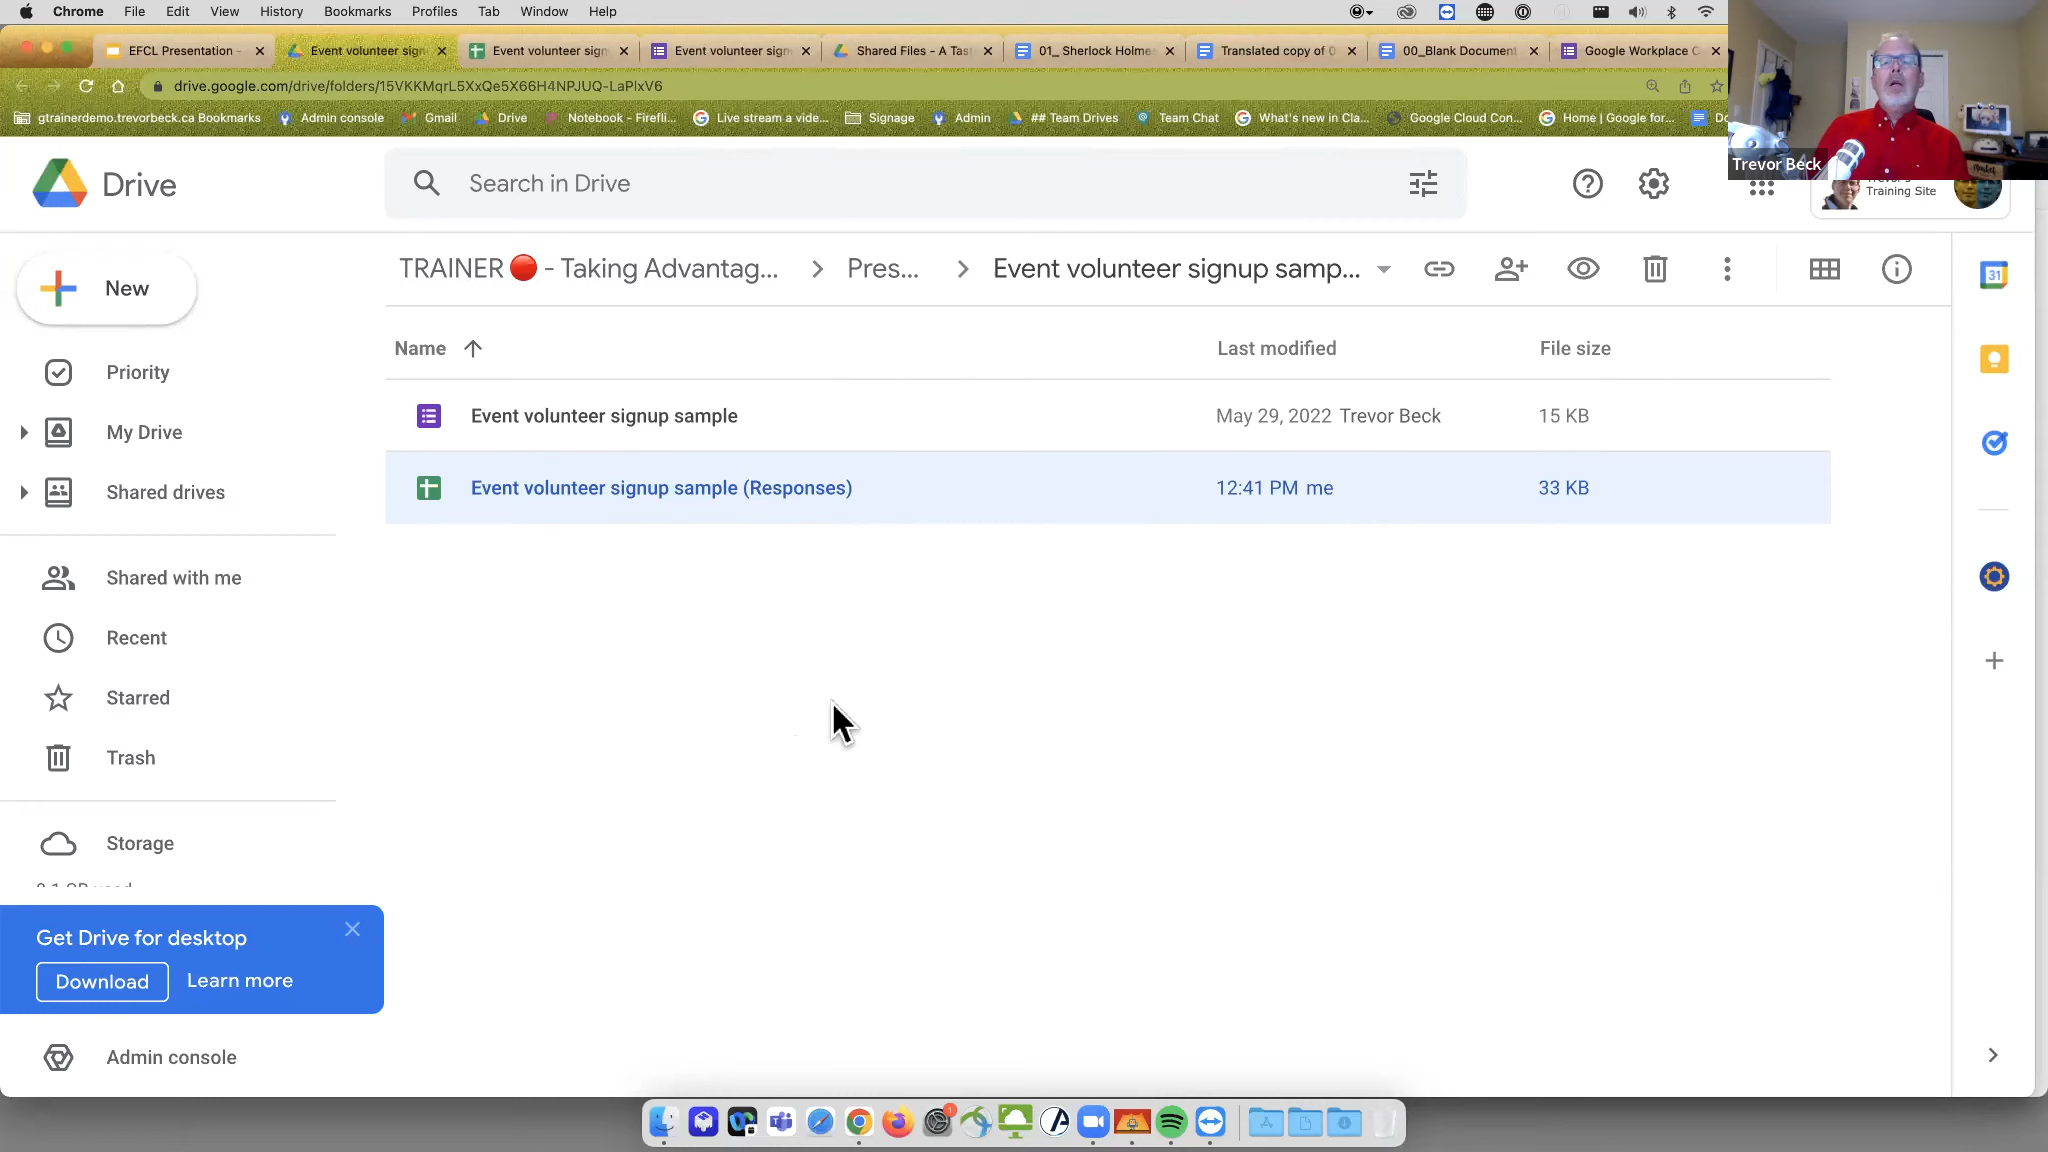 Chrome File Edit View History Bookmarks Profiles Tab Window Help
EFCL Presentation - Event volunteer sign Event volunteer sign Event volunteer sign Shared Files - A Tast 01_ Sherlock Holmes Translated copy of 0 00_Blank Document Google Workplace C
drive.google.com/drive/folders/15VKKMqrL5XxQe5X66H4NPJUQ-LaPlxV6
gtrainerdemo.trevorbeck.ca Bookmarks Admin console Gmail Drive Notebook - Firefli... Live stream a vide... Signage Admin ## Team Drives Team Chat What's new in Cla... Google Cloud Con... Home | Google for...
Trevor Beck
Drive
Search in Drive
Training Site
New
TRAINER 🔴 - Taking Advantag... > Pres... > Event volunteer signup samp...
Name Last modified File size
Event volunteer signup sample May 29, 2022 Trevor Beck 15 KB
Event volunteer signup sample (Responses) 12:41 PM me 33 KB
Priority
My Drive
Shared drives
Shared with me
Recent
Starred
Trash
Storage
Get Drive for desktop
Download Learn more
Admin console
31